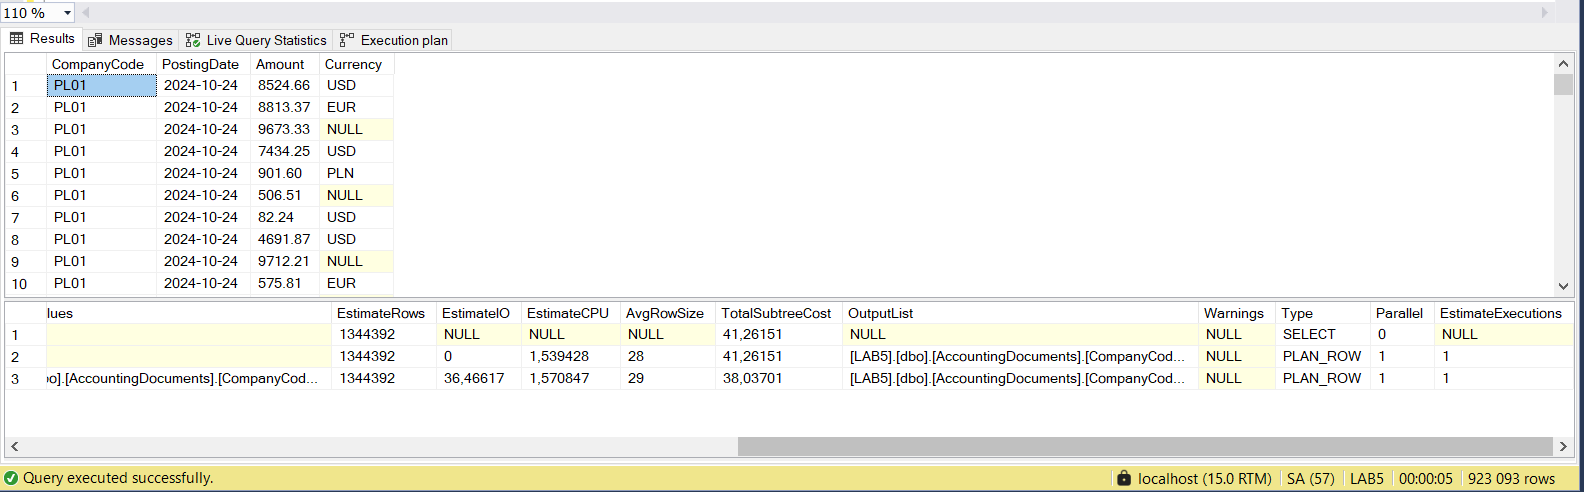 110 %
Results Messages Live Query Statistics Execution plan
CompanyCode PostingDate Amount Currency
1 PL01 2024-10-24 8524.66 USD
2 PL01 2024-10-24 8813.37 EUR
3 PL01 2024-10-24 9673.33 NULL
4 PL01 2024-10-24 7434.25 USD
5 PL01 2024-10-24 901.60 PLN
6 PL01 2024-10-24 506.51 NULL
7 PL01 2024-10-24 82.24 USD
8 PL01 2024-10-24 4691.87 USD
9 PL01 2024-10-24 9712.21 NULL
10 PL01 2024-10-24 575.81 EUR
lues EstimateRows EstimateIO EstimateCPU AvgRowSize TotalSubtreeCost OutputList Warnings Type Parallel EstimateExecutions
1 1344392 NULL NULL NULL 41,26151 NULL NULL SELECT 0 NULL
2 1344392 0 1,539428 28 41,26151 [LAB5].[dbo].[AccountingDocuments].[CompanyCod... NULL PLAN_ROW 1 1
3 bo].[AccountingDocuments].[CompanyCod... 1344392 36,46617 1,570847 29 38,03701 [LAB5].[dbo].[AccountingDocuments].[CompanyCod... NULL PLAN_ROW 1 1
Query executed successfully. localhost (15.0 RTM) SA (57) LAB5 00:00:05 923 093 rows